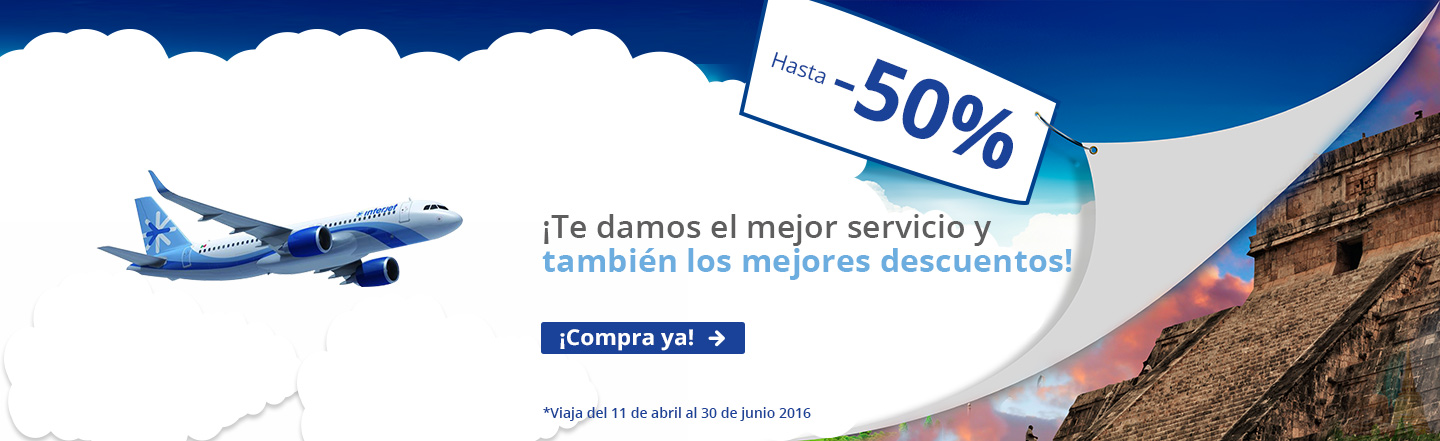 Hasta -50%
interjet
¡Te damos el mejor servicio y
también los mejores descuentos!
¡Compra ya!
*Viaja del 11 de abril al 30 de junio 2016